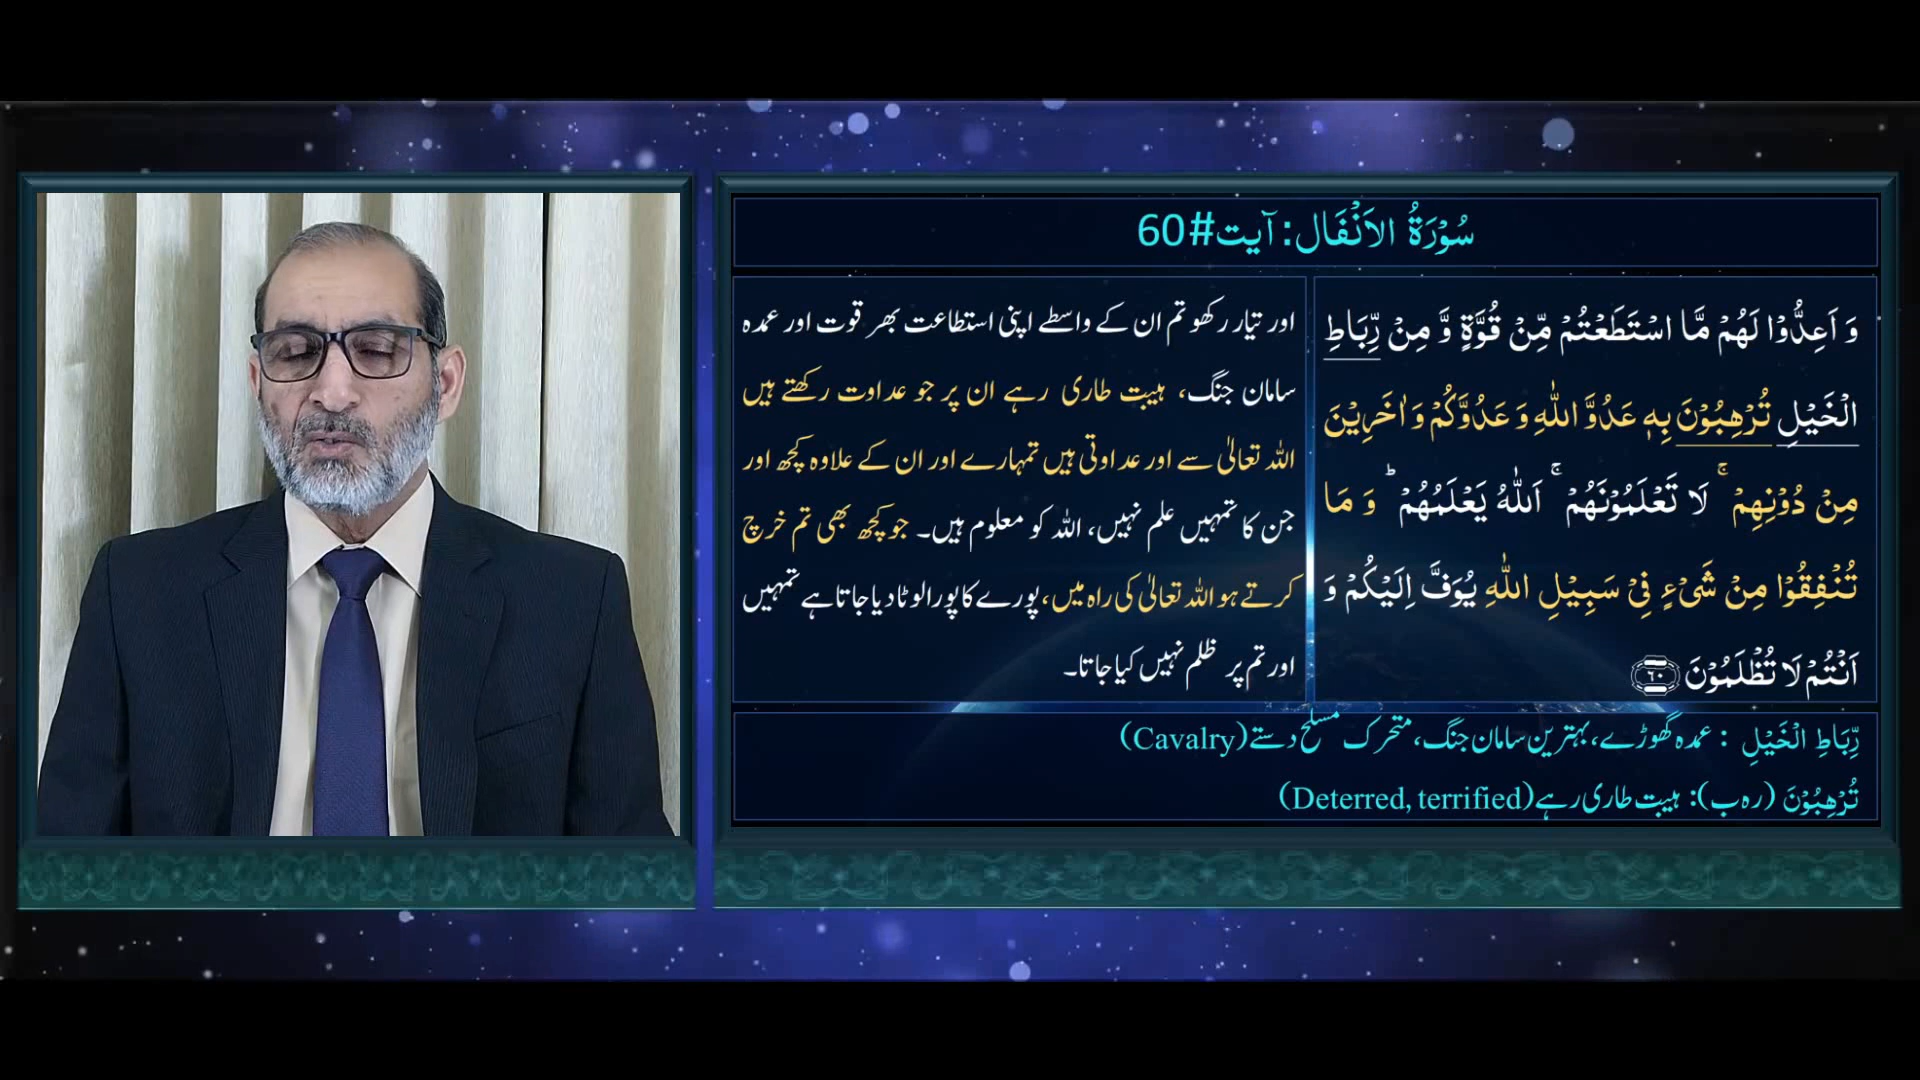 سُوْرَةُ الاَنْفَال: آیت#60
وَ اَعِدُّوْا لَهُمْ مَّا اسْتَطَعْتُمْ مِّنْ قُوَّةٍ وَّ مِنْ رِّبَاطِ
الْخَيْلِ تُرْهِبُوْنَ بِهٖ عَدُوَّ اللّٰهِ وَ عَدُوَّكُمْ وَ اٰخَرِيْنَ
مِنْ دُوْنِهِمْ ۚ لَا تَعْلَمُوْنَهُمْ ۚ اَللّٰهُ يَعْلَمُهُمْ ؕ وَ مَا
تُنْفِقُوْا مِنْ شَیْءٍ فِیْ سَبِيْلِ اللّٰهِ يُوَفَّ اِلَيْكُمْ وَ
اَنْتُمْ لَا تُظْلَمُوْنَ ﴿۶۰﴾
اور تیار رکھو تم ان کے واسطے اپنی استطاعت بھر قوت اور عمدہ
سامان جنگ، ہیبت طاری رہے ان پر جو عداوت رکھتے ہیں
اللہ تعالیٰ سے اور عداوتی ہیں تمہارے اور ان کے علاوہ کچھ اور
جن کا تمہیں علم نہیں، اللہ کو معلوم ہیں۔ جو کچھ بھی تم خرچ
کرتے ہو اللہ تعالیٰ کی راہ میں، پورے کا پورا لوٹا دیا جاتا ہے تمہیں
اور تم پر ظلم نہیں کیا جاتا۔
رِّبَاطِ الْخَيْلِ : عمدہ گھوڑے، بہترین سامان جنگ، متحرک مسلح دستے (Cavalry)
تُرْهِبُوْنَ (رہ ب): ہیبت طاری رہے (Deterred, terrified)